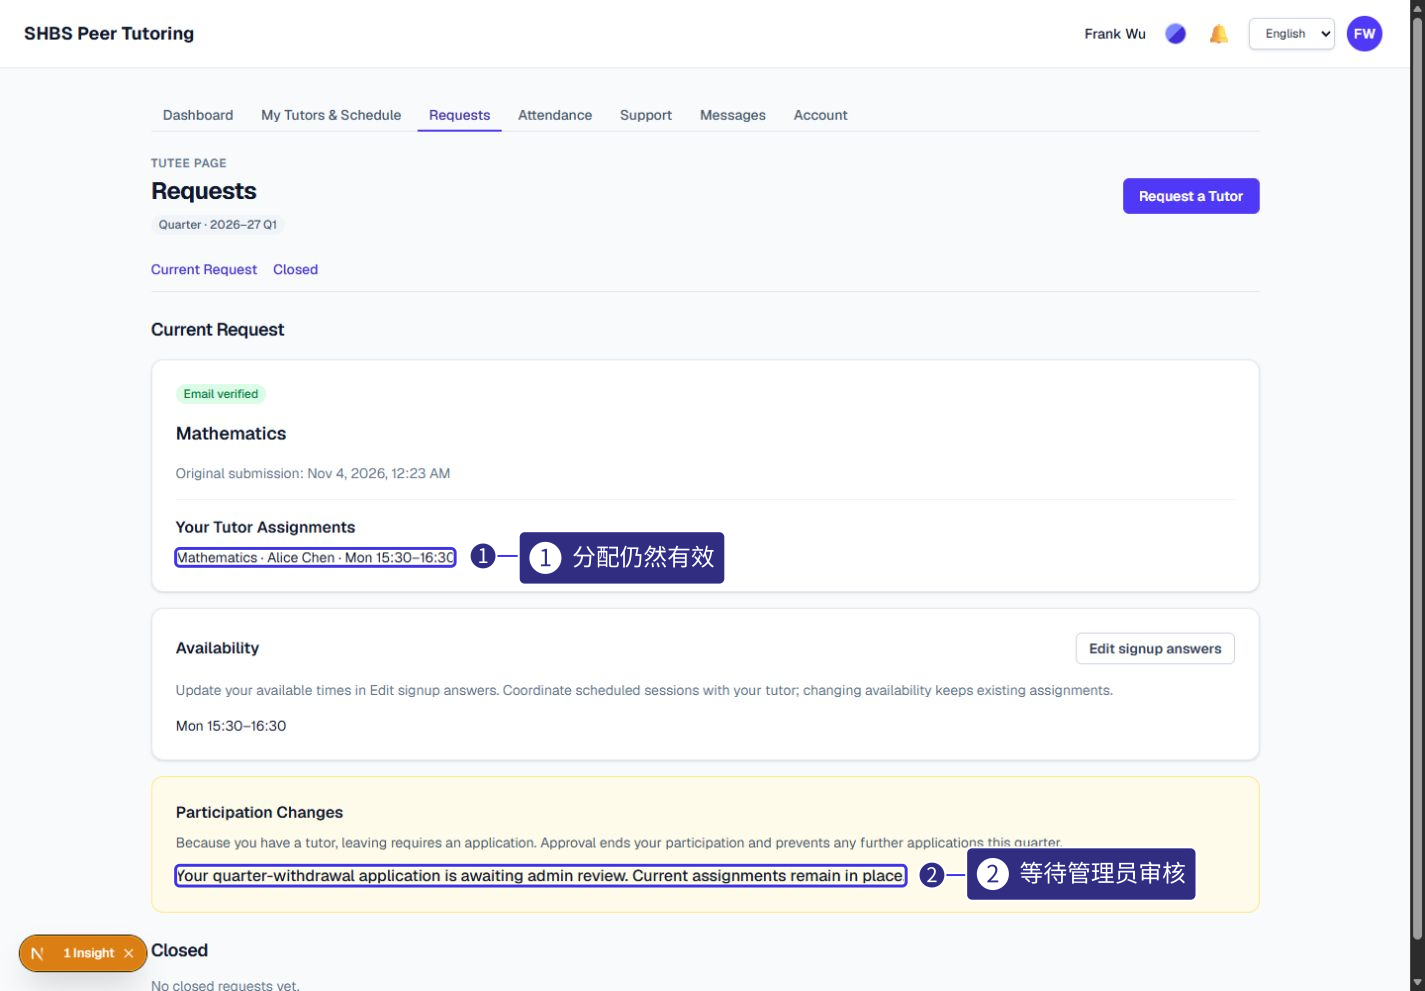 SHBS Peer Tutoring
Frank Wu
English
FW
Dashboard My Tutors & Schedule Requests Attendance Support Messages Account
TUTEE PAGE
Requests
Request a Tutor
Quarter · 2026–27 Q1
Current Request Closed
Current Request
Email verified
Mathematics
Original submission: Nov 4, 2026, 12:23 AM
Your Tutor Assignments
Mathematics · Alice Chen · Mon 15:30–16:30
1
1 分配仍然有效
Availability
Edit signup answers
Update your available times in Edit signup answers. Coordinate scheduled sessions with your tutor; changing availability keeps existing assignments.
Mon 15:30–16:30
Participation Changes
Because you have a tutor, leaving requires an application. Approval ends your participation and prevents any further applications this quarter.
Your quarter-withdrawal application is awaiting admin review. Current assignments remain in place.
2
2 等待管理员审核
N 1 Insight ×
Closed
No closed requests yet.